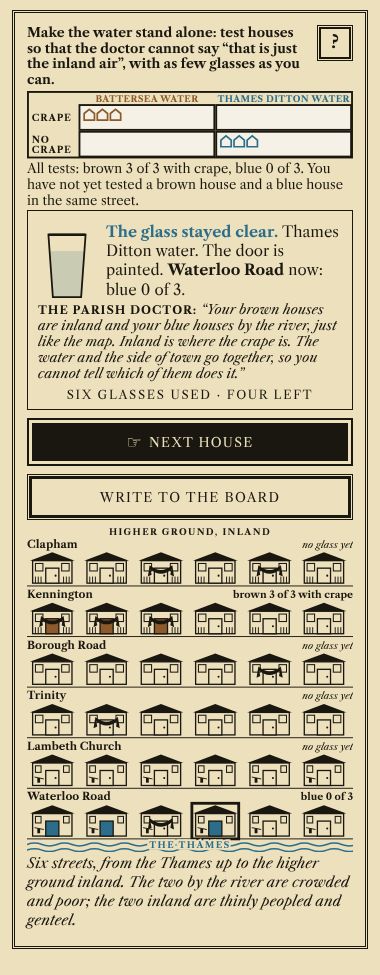 Make the water stand alone: test houses
so that the doctor cannot say “that is just
the inland air”, with as few glasses as you
can.
?
BATTERSEA WATER THAMES DITTON WATER
CRAPE
NO
CRAPE
All tests: brown 3 of 3 with crape, blue 0 of 3. You
have not yet tested a brown house and a blue house
in the same street.
The glass stayed clear. Thames
Ditton water. The door is
painted. Waterloo Road now:
blue 0 of 3.
THE PARISH DOCTOR: “Your brown houses
are inland and your blue houses by the river, just
like the map. Inland is where the crape is. The
water and the side of town go together, so you
cannot tell which of them does it.”
SIX GLASSES USED · FOUR LEFT
☞ NEXT HOUSE
WRITE TO THE BOARD
HIGHER GROUND, INLAND
Clapham no glass yet
Kennington brown 3 of 3 with crape
Borough Road no glass yet
Trinity no glass yet
Lambeth Church no glass yet
Waterloo Road blue 0 of 3
THE·THAMES
Six streets, from the Thames up to the higher
ground inland. The two by the river are crowded
and poor; the two inland are thinly peopled and
genteel.